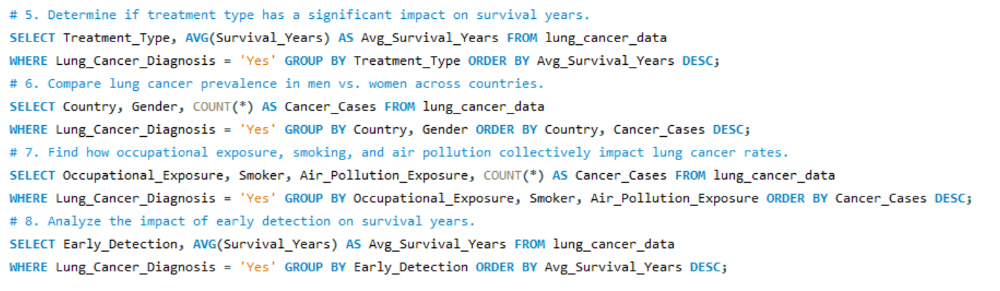 # 5. Determine if treatment type has a significant impact on survival years.
SELECT Treatment_Type, AVG(Survival_Years) AS Avg_Survival_Years FROM lung_cancer_data
WHERE Lung_Cancer_Diagnosis = 'Yes' GROUP BY Treatment_Type ORDER BY Avg_Survival_Years DESC;
# 6. Compare lung cancer prevalence in men vs. women across countries.
SELECT Country, Gender, COUNT(*) AS Cancer_Cases FROM lung_cancer_data
WHERE Lung_Cancer_Diagnosis = 'Yes' GROUP BY Country, Gender ORDER BY Country, Cancer_Cases DESC;
# 7. Find how occupational exposure, smoking, and air pollution collectively impact lung cancer rates.
SELECT Occupational_Exposure, Smoker, Air_Pollution_Exposure, COUNT(*) AS Cancer_Cases FROM lung_cancer_data
WHERE Lung_Cancer_Diagnosis = 'Yes' GROUP BY Occupational_Exposure, Smoker, Air_Pollution_Exposure ORDER BY Cancer_Cases DESC;
# 8. Analyze the impact of early detection on survival years.
SELECT Early_Detection, AVG(Survival_Years) AS Avg_Survival_Years FROM lung_cancer_data
WHERE Lung_Cancer_Diagnosis = 'Yes' GROUP BY Early_Detection ORDER BY Avg_Survival_Years DESC;